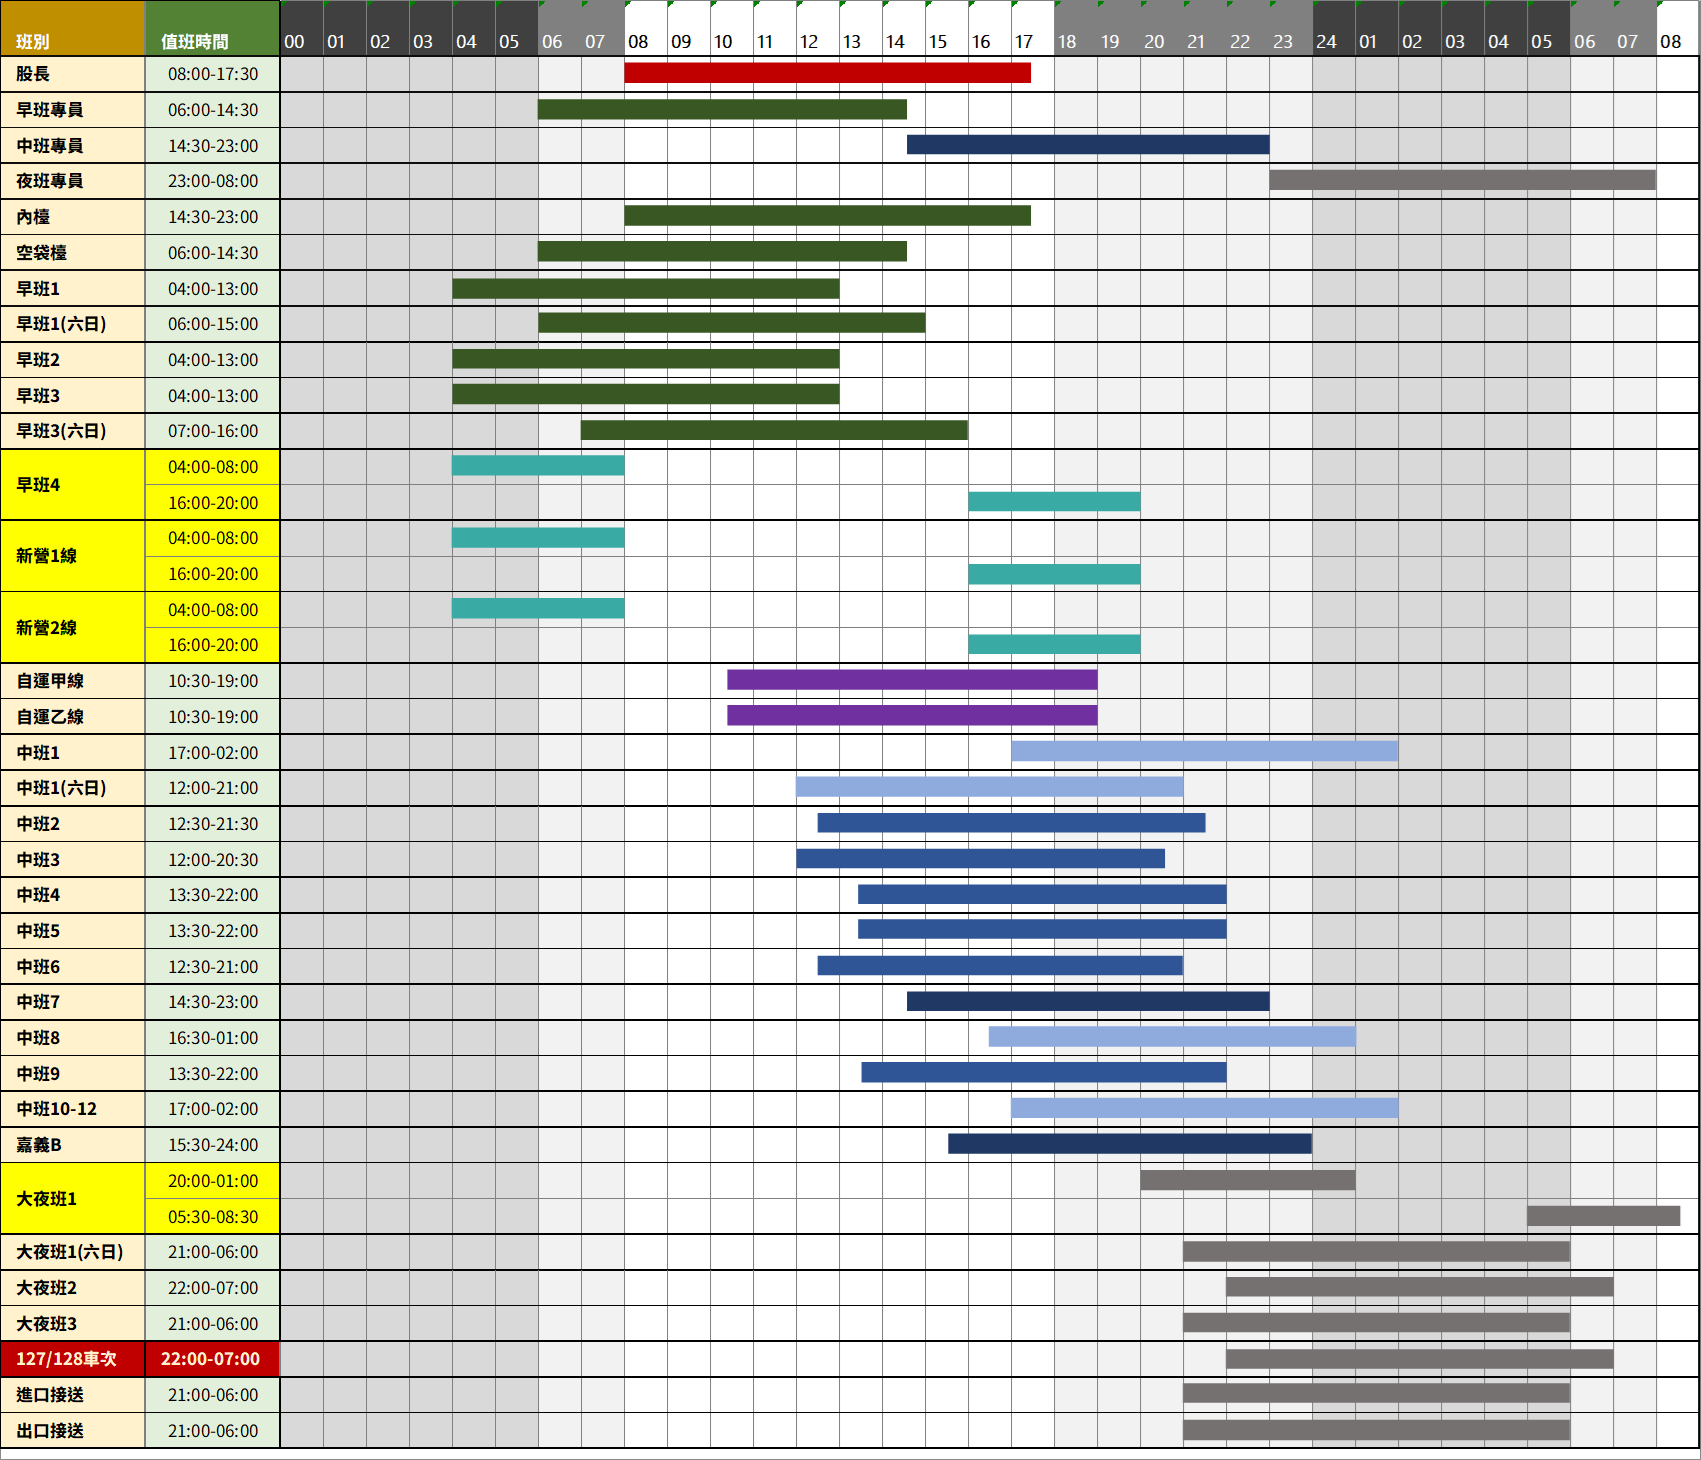 班別 值班時間 00 01 02 03 04 05 06 07 08 09 10 11 12 13 14 15 16 17 18 19 20 21 22 23 24 01 02 03 04 05 06 07 08
股長 08:00-17:30
早班專員 06:00-14:30
中班專員 14:30-23:00
夜班專員 23:00-08:00
內檯 14:30-23:00
空袋檯 06:00-14:30
早班1 04:00-13:00
早班1(六日) 06:00-15:00
早班2 04:00-13:00
早班3 04:00-13:00
早班3(六日) 07:00-16:00
早班4 04:00-08:00
16:00-20:00
新營1線 04:00-08:00
16:00-20:00
新營2線 04:00-08:00
16:00-20:00
自運甲線 10:30-19:00
自運乙線 10:30-19:00
中班1 17:00-02:00
中班1(六日) 12:00-21:00
中班2 12:30-21:30
中班3 12:00-20:30
中班4 13:30-22:00
中班5 13:30-22:00
中班6 12:30-21:00
中班7 14:30-23:00
中班8 16:30-01:00
中班9 13:30-22:00
中班10-12 17:00-02:00
嘉義B 15:30-24:00
大夜班1 20:00-01:00
05:30-08:30
大夜班1(六日) 21:00-06:00
大夜班2 22:00-07:00
大夜班3 21:00-06:00
127/128車次 22:00-07:00
進口接送 21:00-06:00
出口接送 21:00-06:00